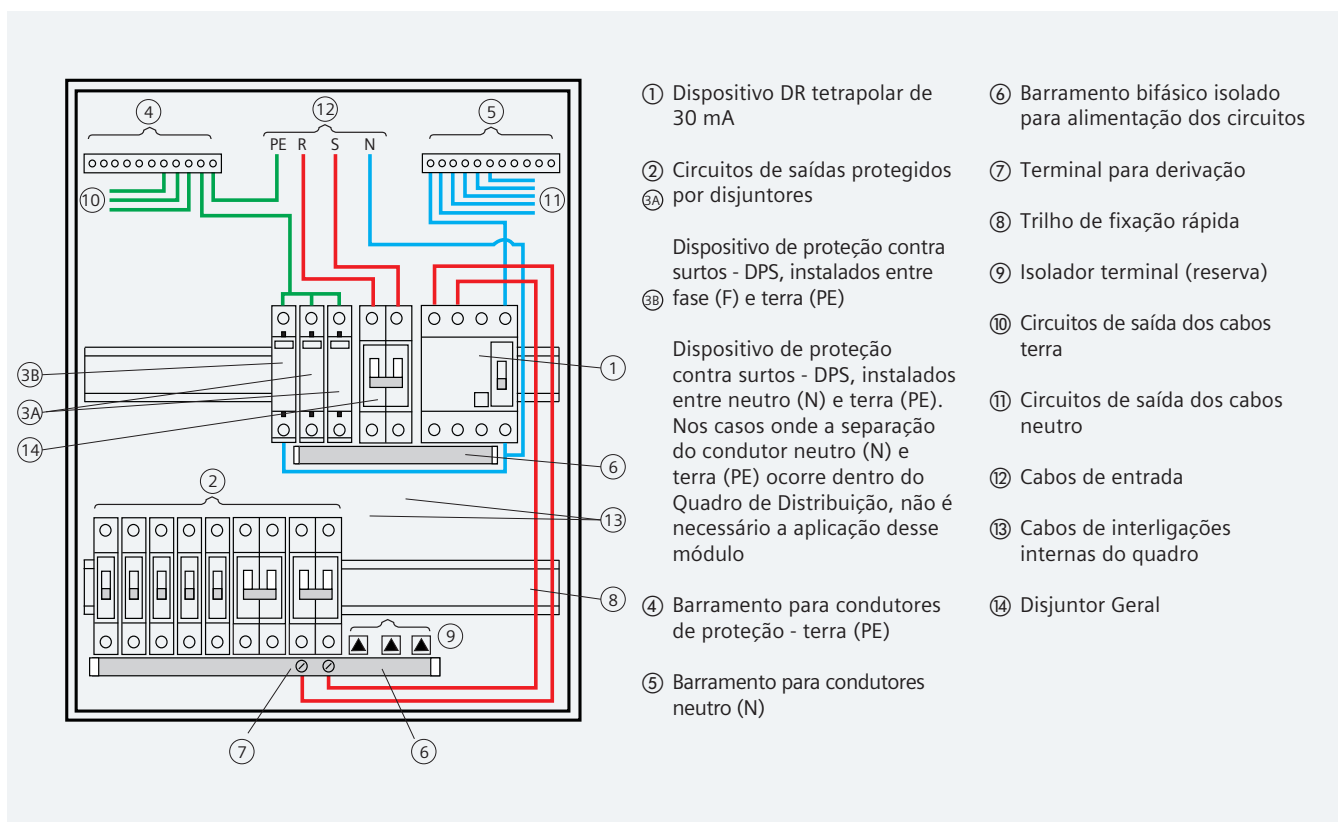 ④
⑫
⑤
PE R S N
⑩
⑪
3B
3A
⑭
①
⑥
②
⑬
⑧
⑨
⑦
⑥
① Dispositivo DR tetrapolar de
30 mA
② Circuitos de saídas protegidos
3A por disjuntores
Dispositivo de proteção contra
surtos - DPS, instalados entre
3B fase (F) e terra (PE)
Dispositivo de proteção
contra surtos - DPS, instalados
entre neutro (N) e terra (PE).
Nos casos onde a separação
do condutor neutro (N) e
terra (PE) ocorre dentro do
Quadro de Distribuição, não é
necessário a aplicação desse
módulo
④ Barramento para condutores
de proteção - terra (PE)
⑤ Barramento para condutores
neutro (N)
⑥ Barramento bifásico isolado
para alimentação dos circuitos
⑦ Terminal para derivação
⑧ Trilho de fixação rápida
⑨ Isolador terminal (reserva)
⑩ Circuitos de saída dos cabos
terra
⑪ Circuitos de saída dos cabos
neutro
⑫ Cabos de entrada
⑬ Cabos de interligações
internas do quadro
⑭ Disjuntor Geral